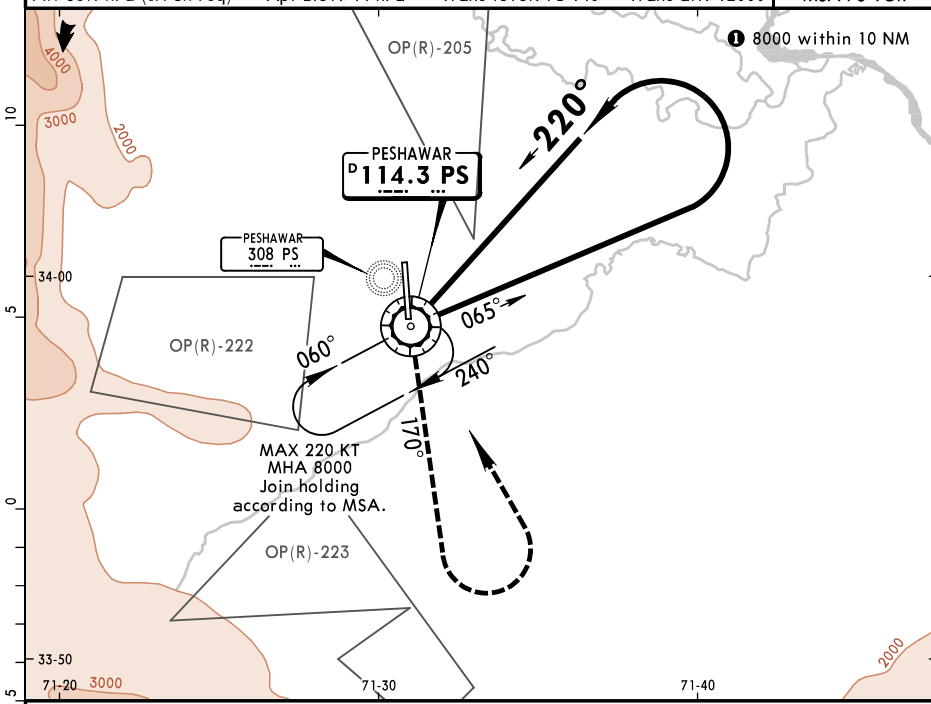 ❶ 8000 within 10 NM
OP(R)-205
4000
3000
2000
10
220°
PESHAWAR
D 114.3 PS
PESHAWAR
308 PS
34-00
5
065°
OP(R)-222
060°
240°
170°
MAX 220 KT
MHA 8000
Join holding
according to MSA.
0
OP(R)-223
33-50
2000
71-20
3000
71-30
71-40
5